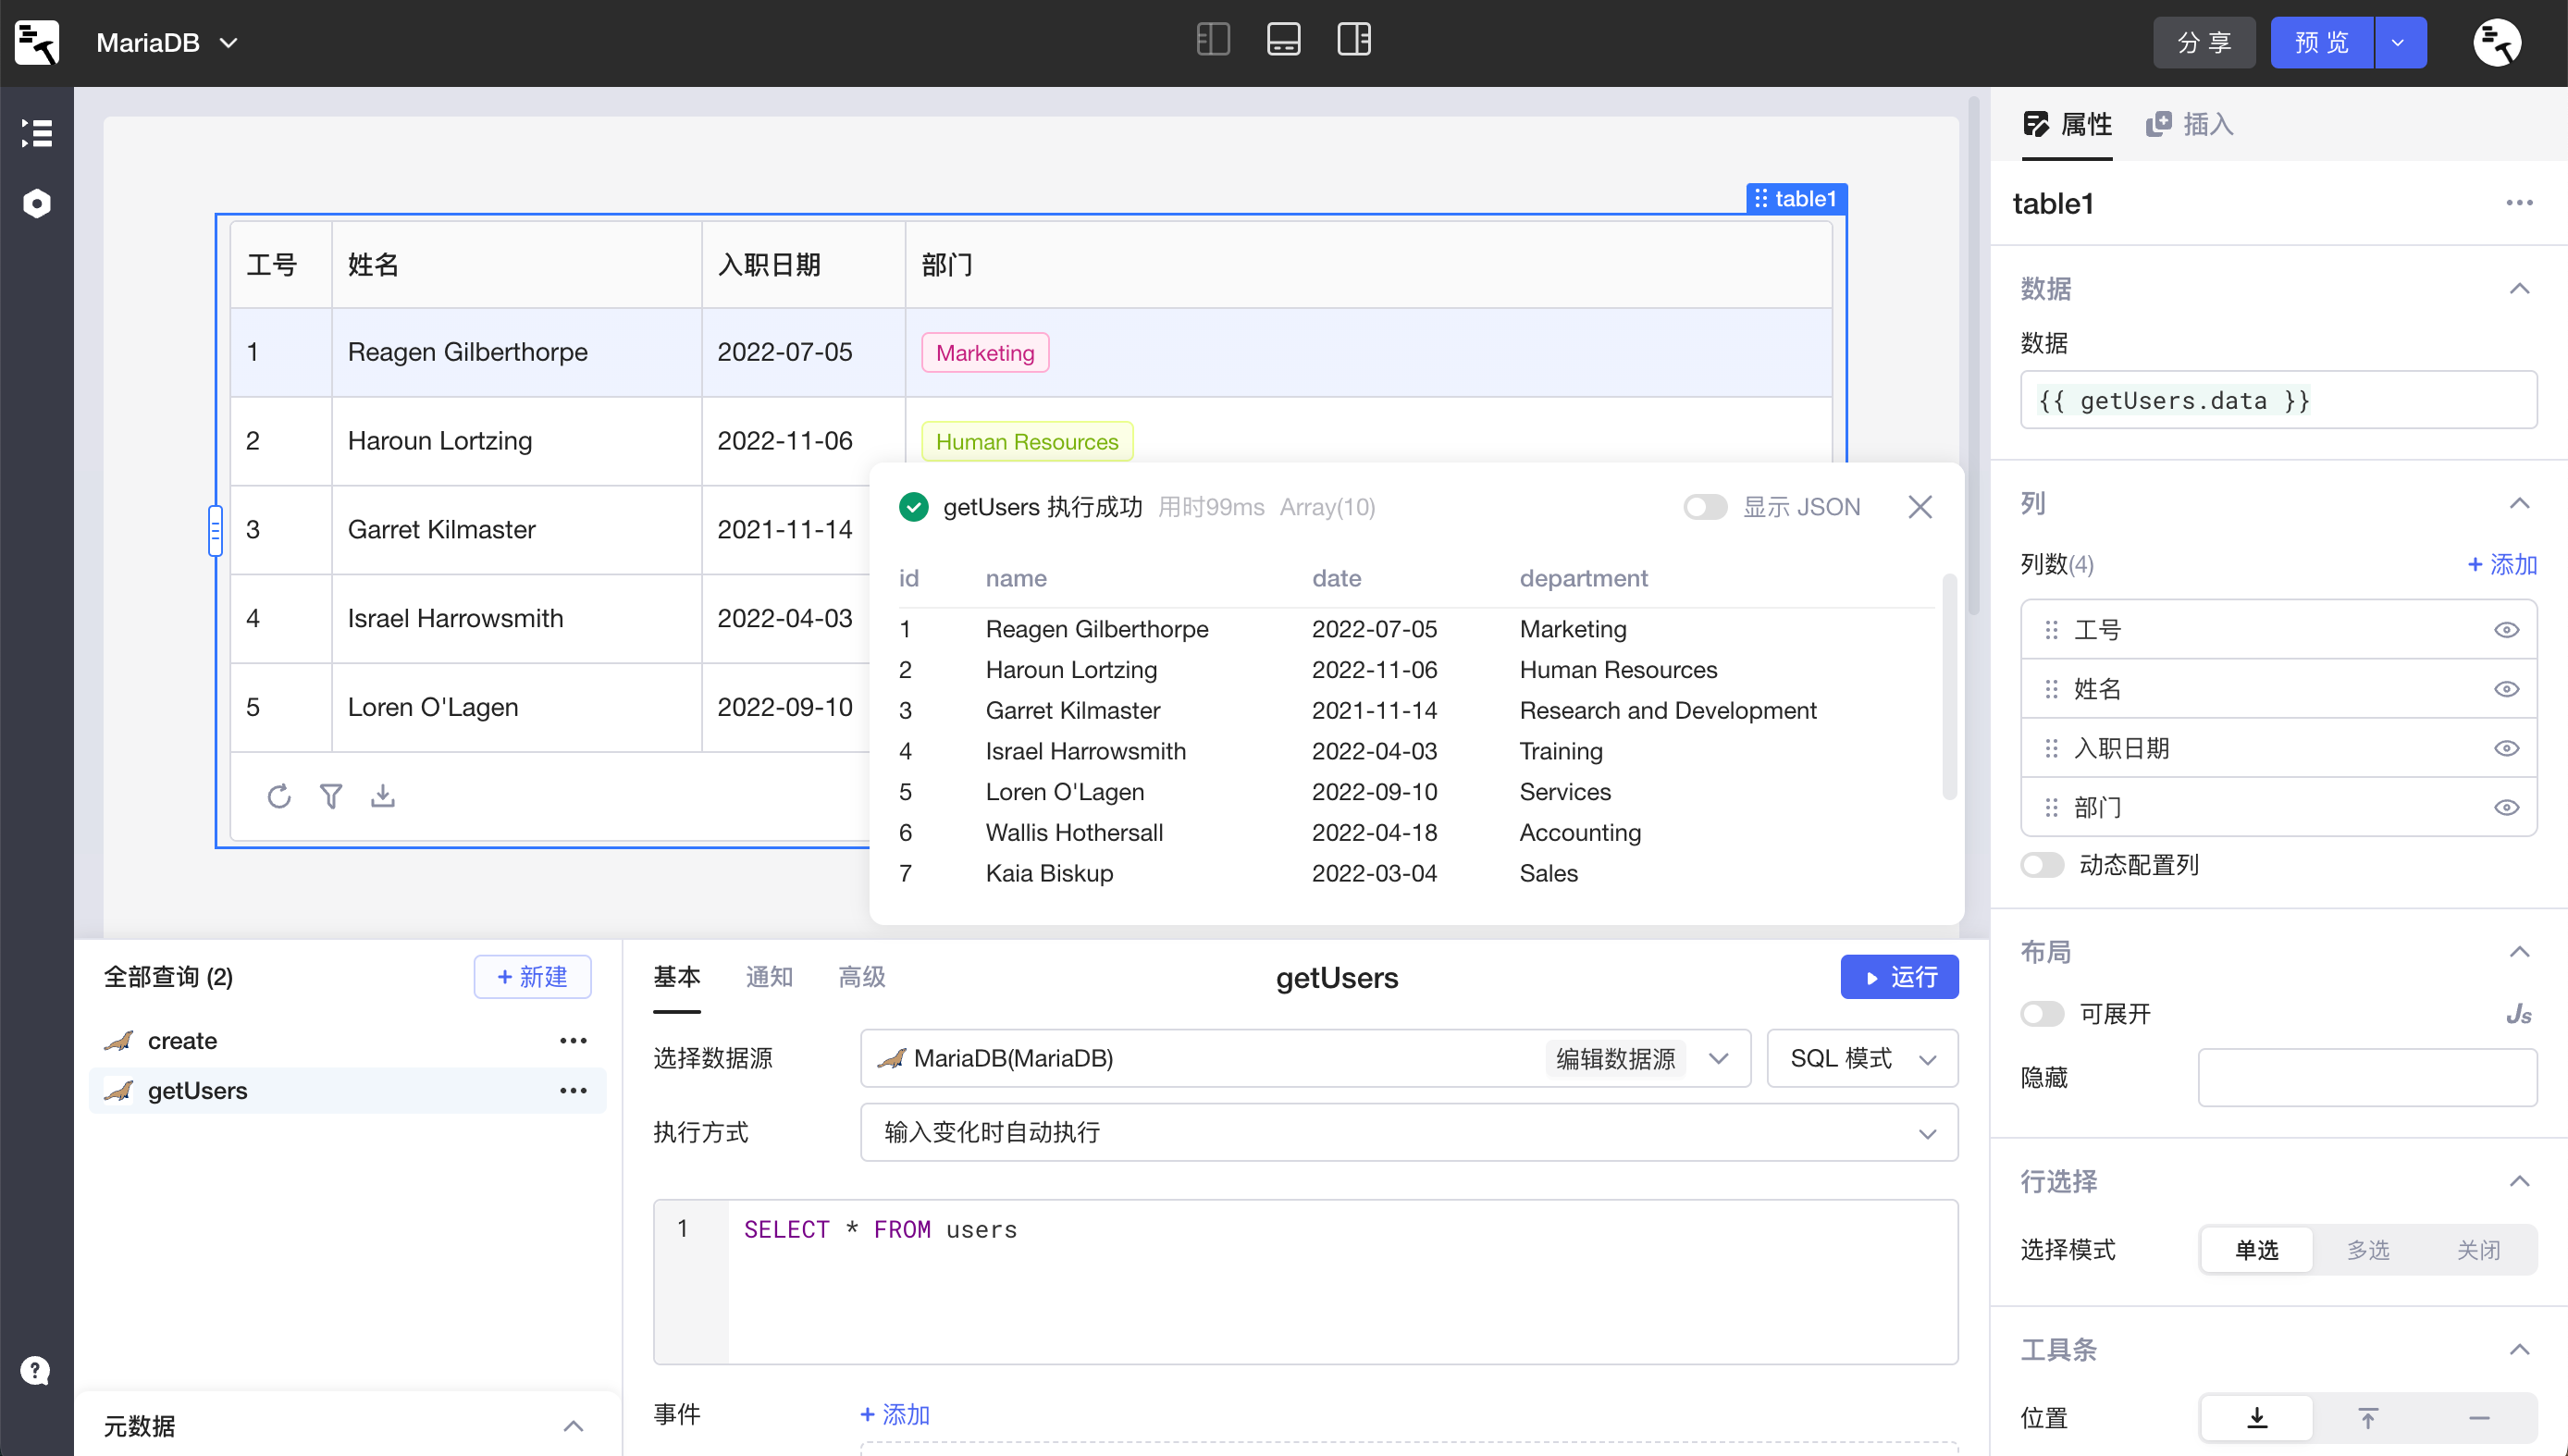 MariaDB
分享
预览
table1
工号 姓名 入职日期 部门
1 Reagen Gilberthorpe 2022-07-05 Marketing
2 Haroun Lortzing 2022-11-06 Human Resources
3 Garret Kilmaster 2021-11-14
4 Israel Harrowsmith 2022-04-03
5 Loren O'Lagen 2022-09-10
getUsers 执行成功 用时99ms Array(10) 显示 JSON
id name date department
1 Reagen Gilberthorpe 2022-07-05 Marketing
2 Haroun Lortzing 2022-11-06 Human Resources
3 Garret Kilmaster 2021-11-14 Research and Development
4 Israel Harrowsmith 2022-04-03 Training
5 Loren O'Lagen 2022-09-10 Services
6 Wallis Hothersall 2022-04-18 Accounting
7 Kaia Biskup 2022-03-04 Sales
全部查询 (2)
+ 新建
create
getUsers
元数据
基本 通知 高级
getUsers
运行
选择数据源 MariaDB(MariaDB) 编辑数据源 SQL 模式
执行方式 输入变化时自动执行
1 SELECT * FROM users
事件 + 添加
属性 插入
table1
数据
数据
{{ getUsers.data }}
列
列数(4) + 添加
工号
姓名
入职日期
部门
动态配置列
布局
可展开 Js
隐藏
行选择
选择模式 单选 多选 关闭
工具条
位置